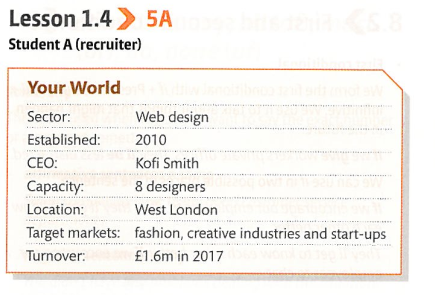 Lesson 1.4 5A
Student A (recruiter)
Your World
Sector: Web design
Established: 2010
CEO: Kofi Smith
Capacity: 8 designers
Location: West London
Target markets: fashion, creative industries and start-ups
Turnover: £1.6m in 2017